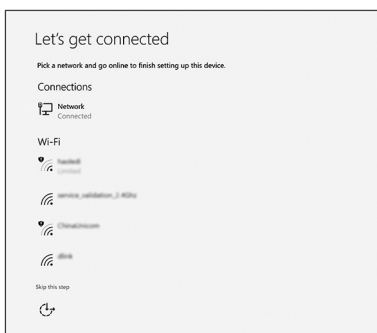 Let's get connected
Pick a network and go online to finish setting up this device.
Connections
Network
Connected
Wi-Fi
Limited
service_validation_2.4Ghz
ChinaUnicom
dlink
Skip this step